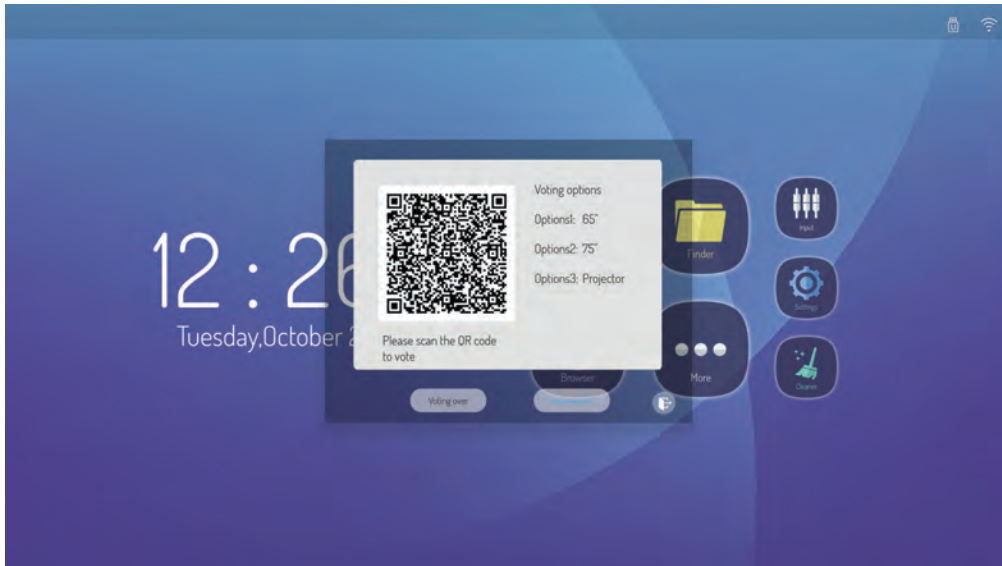 12 : 26
Tuesday,October
Voting options
Options1: 65"
Options2: 75"
Options3: Projector
Please scan the QR code
to vote
Voting over
Finder
Browser
More
Input
Settings
Cleaner